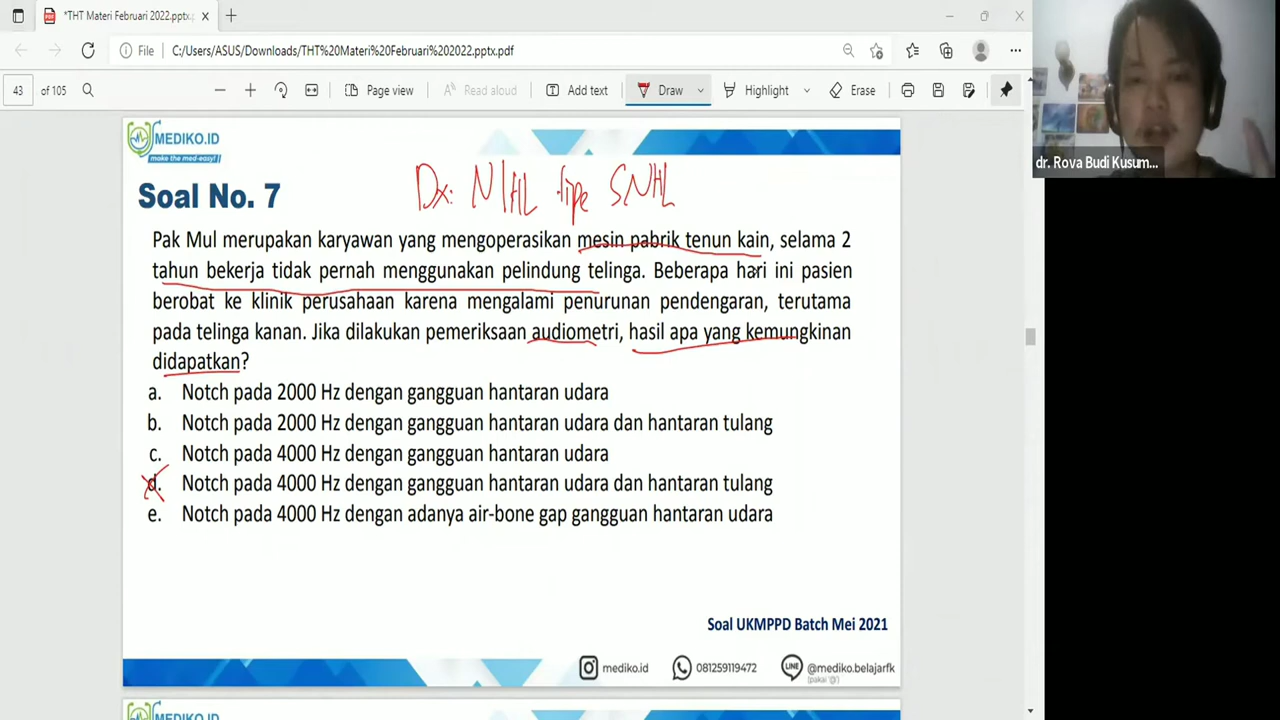 *THT Materi Februari 2022.pptx.
File
C:/Users/ASUS/Downloads/THT%20Materi%20Februari%202022.pptx.pdf
43 of 105
Page view
Read aloud
Add text
Draw
Highlight
Erase
dr. Rova Budi Kusum...
MEDIKO.ID
make the med-easy!
Dx: NIHL tipe SNHL
Soal No. 7
Pak Mul merupakan karyawan yang mengoperasikan mesin pabrik tenun kain, selama 2
tahun bekerja tidak pernah menggunakan pelindung telinga. Beberapa hari ini pasien
berobat ke klinik perusahaan karena mengalami penurunan pendengaran, terutama
pada telinga kanan. Jika dilakukan pemeriksaan audiometri, hasil apa yang kemungkinan
didapatkan?
a. Notch pada 2000 Hz dengan gangguan hantaran udara
b. Notch pada 2000 Hz dengan gangguan hantaran udara dan hantaran tulang
c. Notch pada 4000 Hz dengan gangguan hantaran udara
d. Notch pada 4000 Hz dengan gangguan hantaran udara dan hantaran tulang
e. Notch pada 4000 Hz dengan adanya air-bone gap gangguan hantaran udara
Soal UKMPPD Batch Mei 2021
mediko.id
081259119472
LINE
@mediko.belajarfk
(pakai '@')
MEDIKO.ID